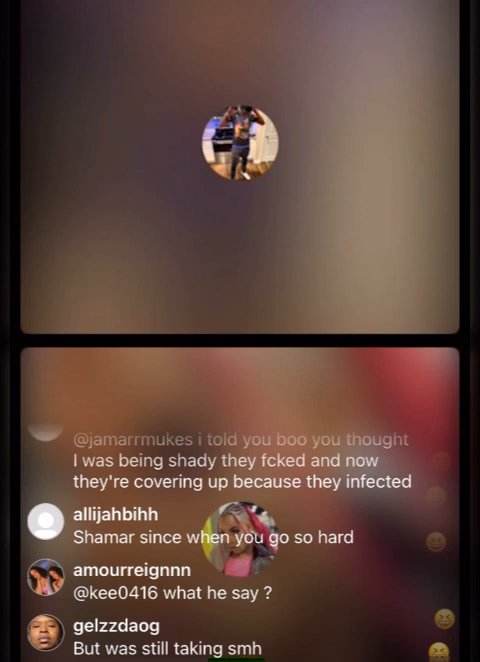 @jamarrmukes i told you boo you thought
I was being shady they fcked and now
they're covering up because they infected
allijahbihh
Shamar since when you go so hard
amourreignnn
@kee0416 what he say ?
gelzzdaog
But was still taking smh